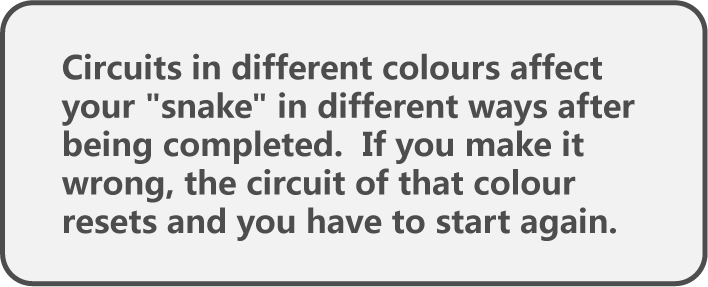 Circuits in different colours affect
your "snake" in different ways after
being completed.  If you make it
wrong, the circuit of that colour
resets and you have to start again.